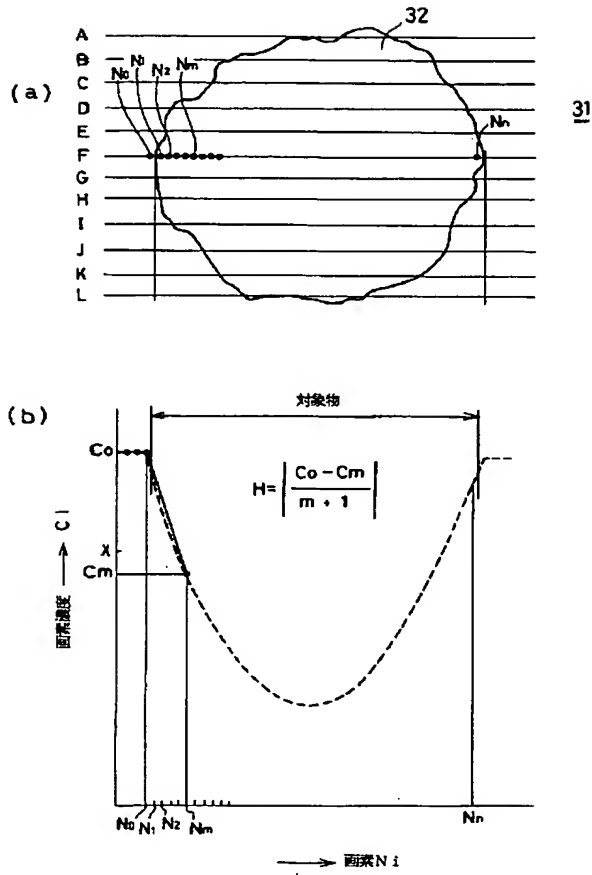 (a)
A
B
C
D
E
F
G
H
I
J
K
L
N0
N1
N2
Nm
32
31
Nn
(b)
対象物
Co
H=|Co-Cm/m+1|
画素濃度 → Ci
X
Cm
N0
N1
N2
Nm
Nn
→ 画素Ni